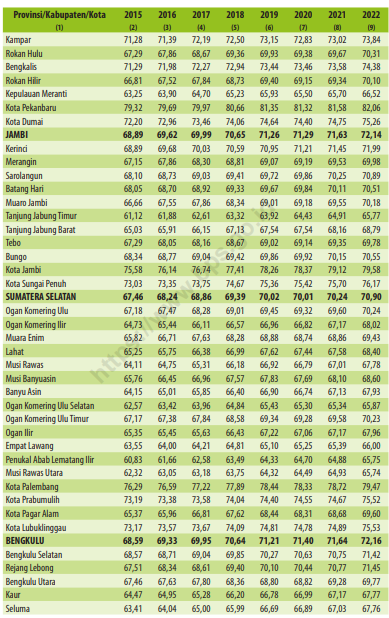 Provinsi/Kabupaten/Kota 2015 2016 2017 2018 2019 2020 2021 2022
(1) (2) (3) (4) (5) (6) (7) (8) (9)
Kampar 71,28 71,39 72,19 72,50 73,15 72,83 73,02 73,84
Rokan Hulu 67,29 67,86 68,67 69,36 69,93 69,38 69,67 70,31
Bengkalis 71,29 71,98 72,27 72,94 73,44 73,46 73,58 74,38
Rokan Hilir 66,81 67,52 67,84 68,73 69,40 69,15 69,34 70,10
Kepulauan Meranti 63,25 63,90 64,70 65,23 65,93 65,50 65,70 66,52
Kota Pekanbaru 79,32 79,69 79,97 80,66 81,35 81,32 81,58 82,06
Kota Dumai 72,20 72,96 73,46 74,06 74,64 74,40 74,75 75,26
JAMBI 68,89 69,62 69,99 70,65 71,26 71,29 71,63 72,14
Kerinci 68,89 69,68 70,03 70,59 70,95 71,21 71,45 71,99
Merangin 67,15 67,86 68,30 68,81 69,07 69,19 69,53 69,98
Sarolangun 68,10 68,73 69,03 69,41 69,72 69,86 70,25 70,89
Batang Hari 68,05 68,70 68,92 69,33 69,67 69,84 70,11 70,51
Muaro Jambi 66,66 67,55 67,86 68,34 69,01 69,18 69,55 70,18
Tanjung Jabung Timur 61,12 61,88 62,61 63,32 63,92 64,43 64,91 65,77
Tanjung Jabung Barat 65,03 65,91 66,15 67,13 67,54 67,54 68,16 68,79
Tebo 67,29 68,05 68,16 68,67 69,02 69,14 69,35 69,78
Bungo 68,34 68,77 69,04 69,42 69,86 69,92 70,15 70,55
Kota Jambi 75,58 76,14 76,74 77,41 78,26 78,37 79,12 79,58
Kota Sungai Penuh 73,03 73,35 73,75 74,67 75,36 75,42 75,70 76,17
SUMATERA SELATAN 67,46 68,24 68,86 69,39 70,02 70,01 70,24 70,90
Ogan Komering Ulu 67,18 67,47 68,28 69,01 69,45 69,32 69,60 70,24
Ogan Komering Ilir 64,73 65,44 66,11 66,57 66,96 66,82 67,17 68,02
Muara Enim 65,82 66,71 67,63 68,28 68,88 68,74 68,86 69,43
Lahat 65,25 65,75 66,38 66,99 67,62 67,44 67,58 68,40
Musi Rawas 64,11 64,75 65,31 66,18 66,92 66,79 67,01 67,78
Musi Banyuasin 65,76 66,45 66,96 67,57 67,83 67,69 68,10 68,60
Banyu Asin 64,15 65,01 65,85 66,40 66,90 66,74 67,13 67,93
Ogan Komering Ulu Selatan 62,57 63,42 63,96 64,84 65,43 65,30 65,34 65,87
Ogan Komering Ulu Timur 67,17 67,38 67,84 68,58 69,34 69,28 69,58 70,23
Ogan Ilir 65,35 65,45 65,63 66,43 67,22 67,06 67,17 67,96
Empat Lawang 63,55 64,00 64,21 64,81 65,10 65,25 65,39 66,00
Penukal Abab Lematang Ilir 60,83 61,66 62,58 63,49 64,33 64,70 64,88 65,75
Musi Rawas Utara 62,32 63,05 63,18 63,75 64,32 64,49 64,93 65,74
Kota Palembang 76,29 76,59 77,22 77,89 78,44 78,33 78,72 79,47
Kota Prabumulih 73,19 73,38 73,58 74,04 74,40 74,55 74,67 75,52
Kota Pagar Alam 65,37 65,96 66,81 67,62 68,44 68,31 68,68 69,60
Kota Lubuklinggau 73,17 73,57 73,67 74,09 74,81 74,78 74,89 75,53
BENGKULU 68,59 69,33 69,95 70,64 71,21 71,40 71,64 72,16
Bengkulu Selatan 68,57 68,71 69,04 69,85 70,27 70,63 70,75 71,42
Rejang Lebong 67,51 68,34 68,61 69,40 70,10 70,44 70,77 71,45
Bengkulu Utara 67,46 67,63 67,80 68,36 68,80 68,82 69,28 69,77
Kaur 64,47 64,95 65,28 66,20 66,78 66,99 67,17 67,77
Seluma 63,41 64,04 65,00 65,99 66,69 66,89 67,03 67,76